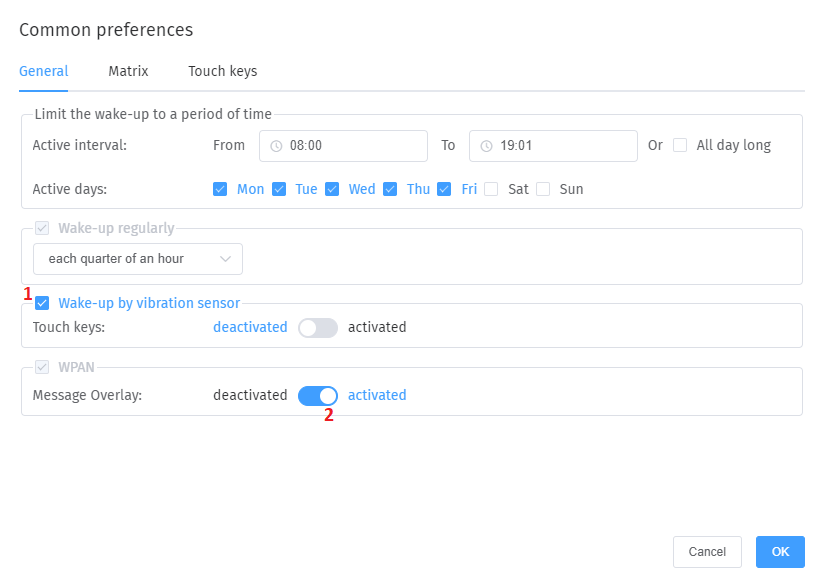 Common preferences
General Matrix Touch keys
Limit the wake-up to a period of time
Active interval: From 08:00 To 19:01 Or All day long
Active days: Mon Tue Wed Thu Fri Sat Sun
Wake-up regularly
each quarter of an hour
1
Wake-up by vibration sensor
Touch keys: deactivated activated
WPAN
Message Overlay: deactivated activated
2
Cancel OK